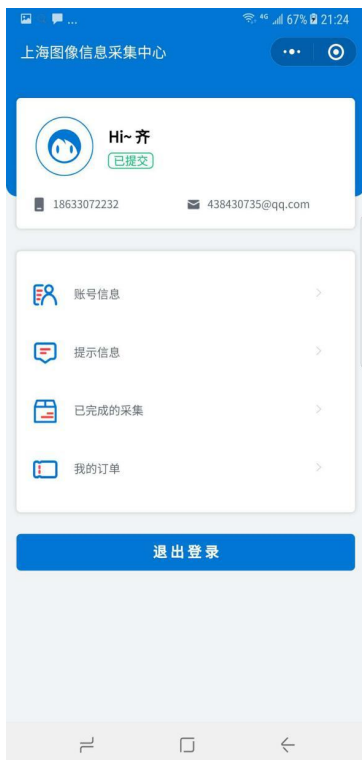 ... 4G 67% 21:24
上海图像信息采集中心
Hi~ 齐
已提交
18633072232 438430735@qq.com
账号信息
提示信息
已完成的采集
我的订单
退出登录